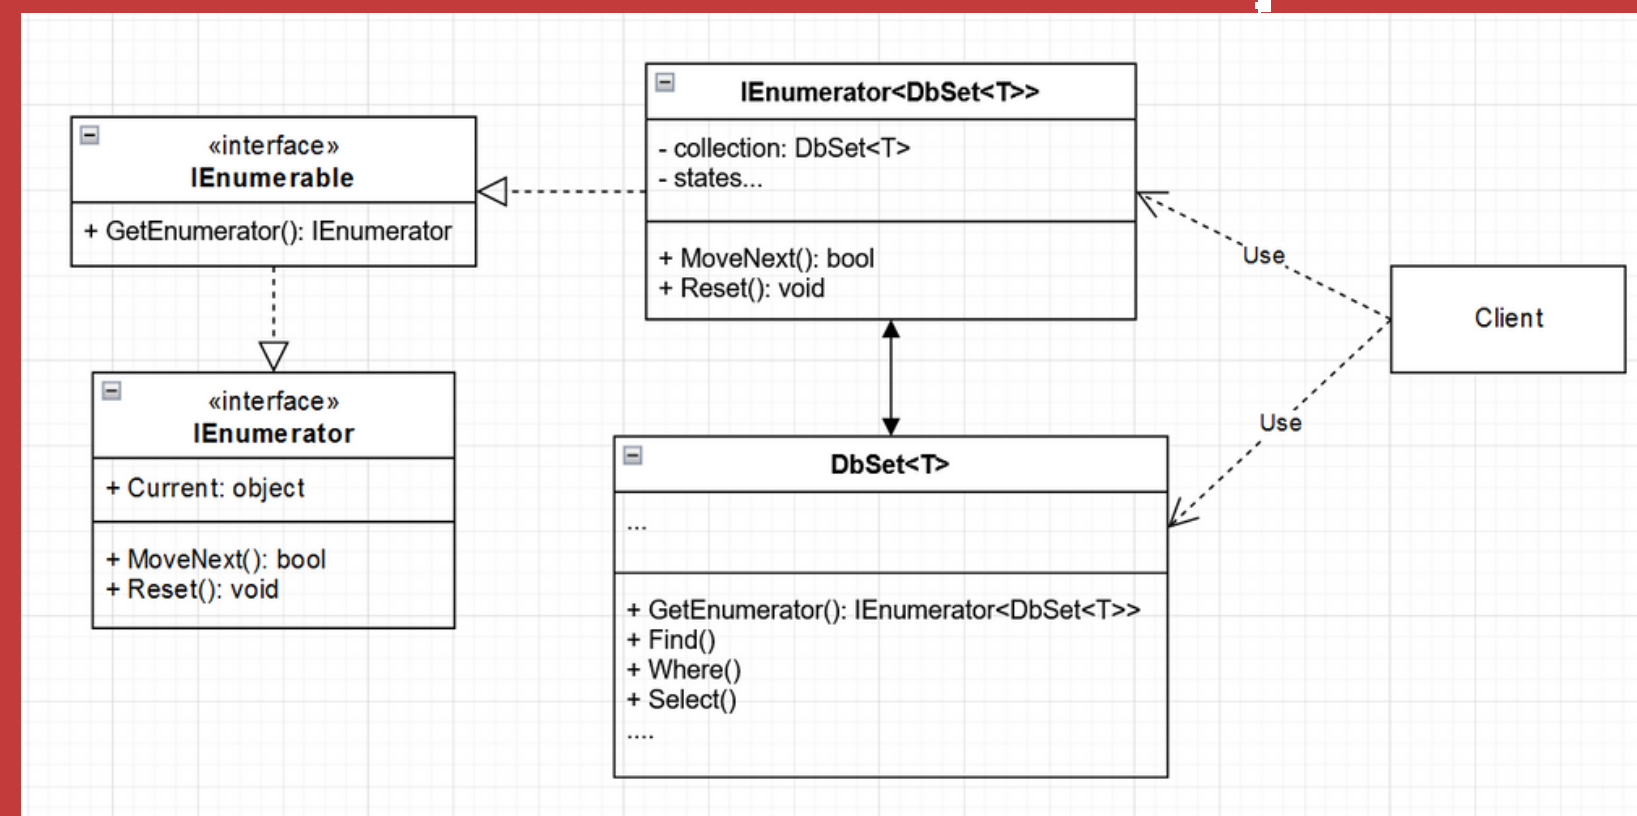 «interface»
IEnumerable
+ GetEnumerator(): IEnumerator
«interface»
IEnumerator
+ Current: object
+ MoveNext(): bool
+ Reset(): void
IEnumerator<DbSet<T>>
- collection: DbSet<T>
- states...
+ MoveNext(): bool
+ Reset(): void
DbSet<T>
...
+ GetEnumerator(): IEnumerator<DbSet<T>>
+ Find()
+ Where()
+ Select()
....
Use
Use
Client